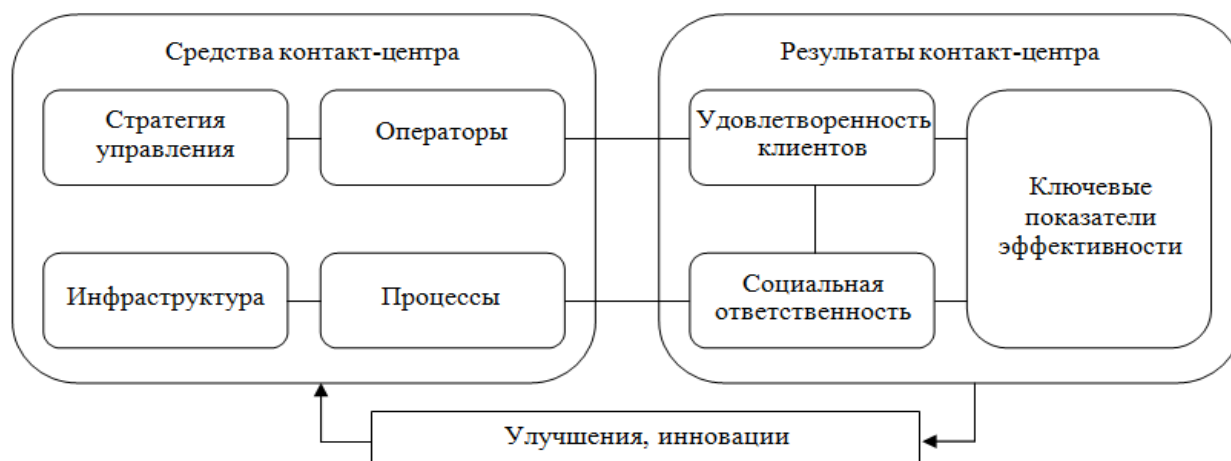 Средства контакт-центра
Стратегия
управления
Операторы
Инфраструктура
Процессы
Результаты контакт-центра
Удовлетворенность
клиентов
Социальная
ответственность
Ключевые
показатели
эффективности
Улучшения, инновации